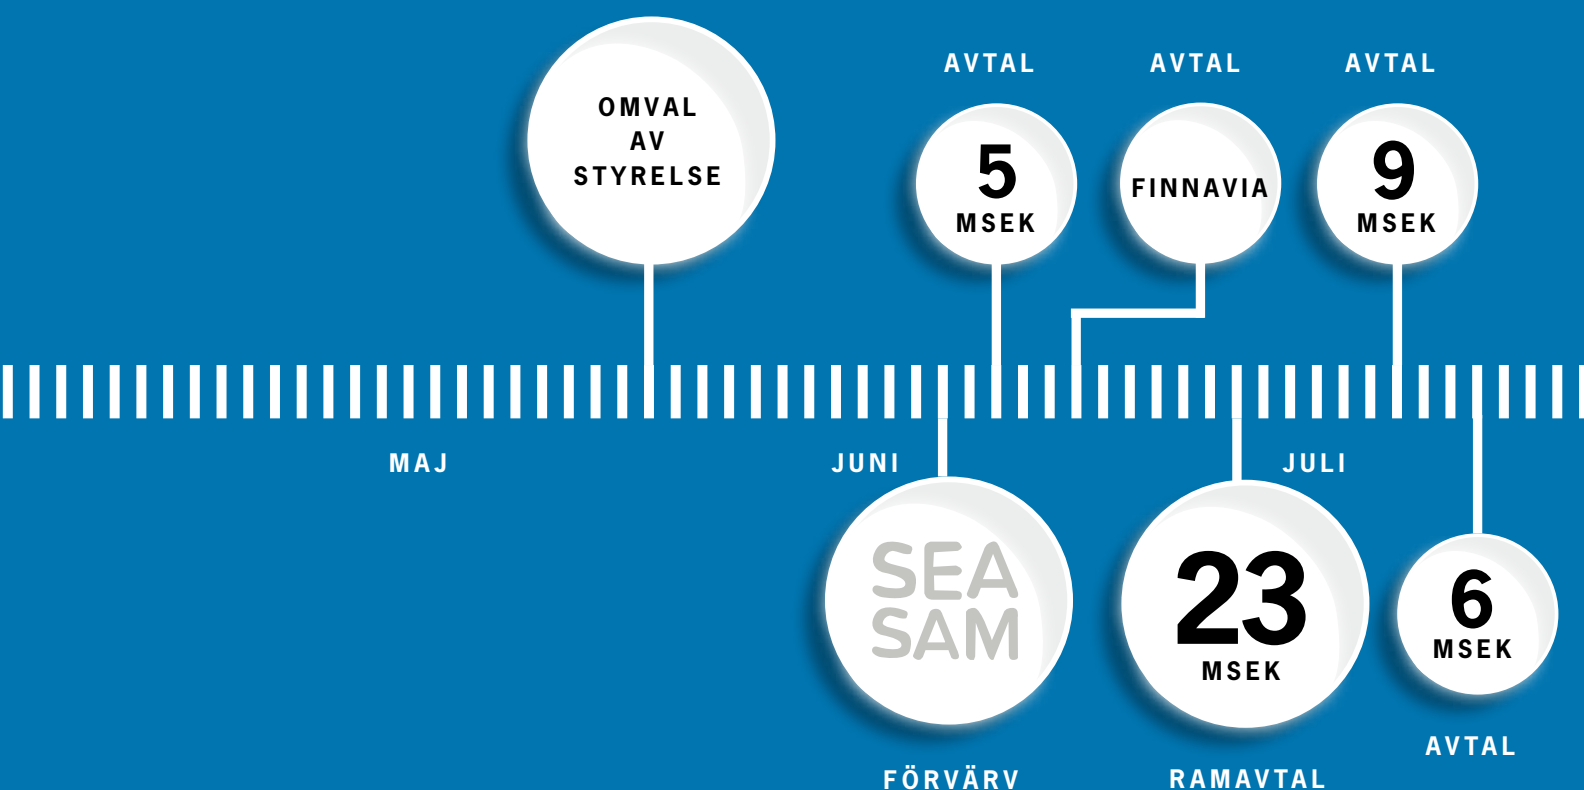 OMVAL
AV
STYRELSE
AVTAL
5
MSEK
AVTAL
FINNAVIA
AVTAL
9
MSEK
MAJ
JUNI
JULI
SEA
SAM
FÖRVÄRV
23
MSEK
RAMAVTAL
6
MSEK
AVTAL